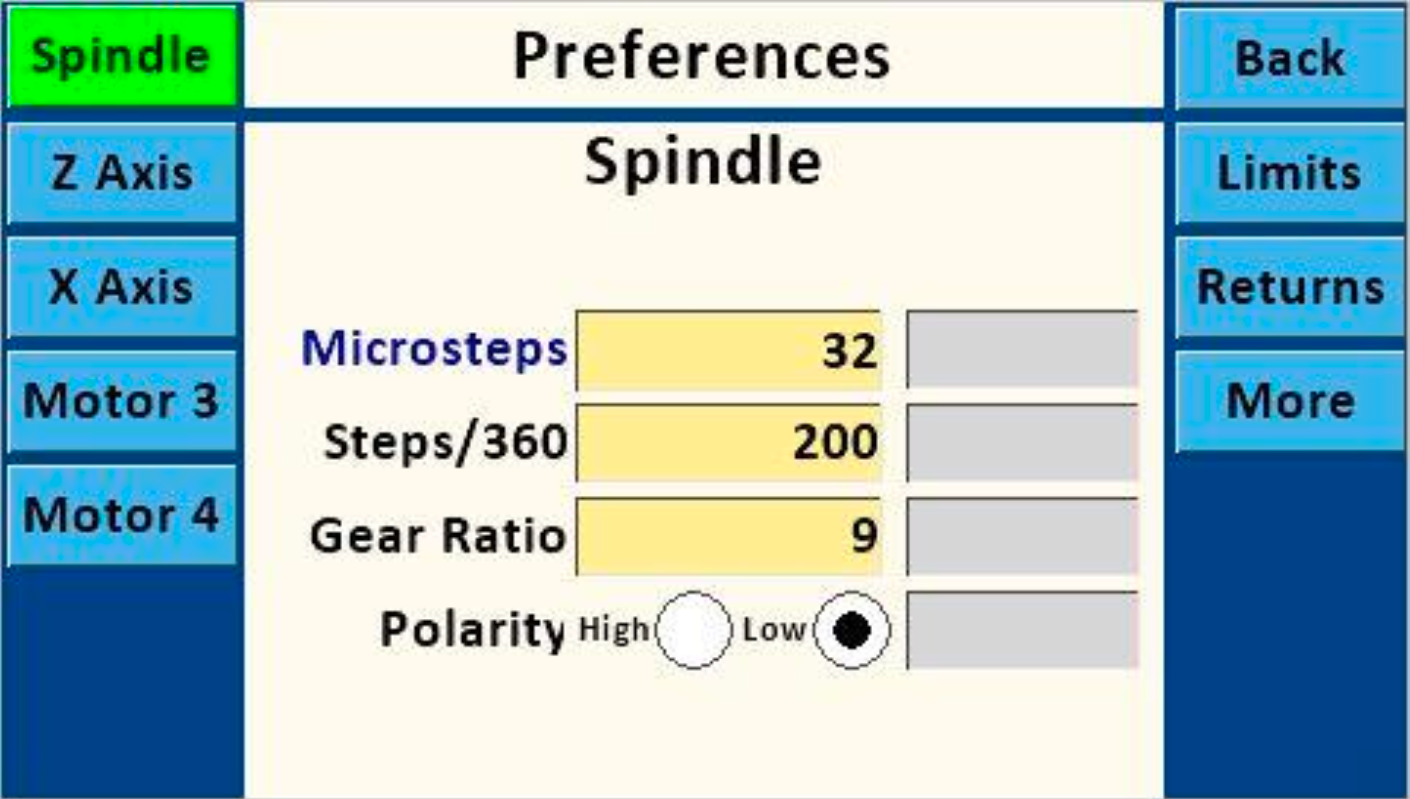 Spindle
Preferences
Back
Z Axis
Spindle
Limits
X Axis
Returns
Microsteps 32
Motor 3
More
Steps/360 200
Motor 4
Gear Ratio 9
Polarity High Low